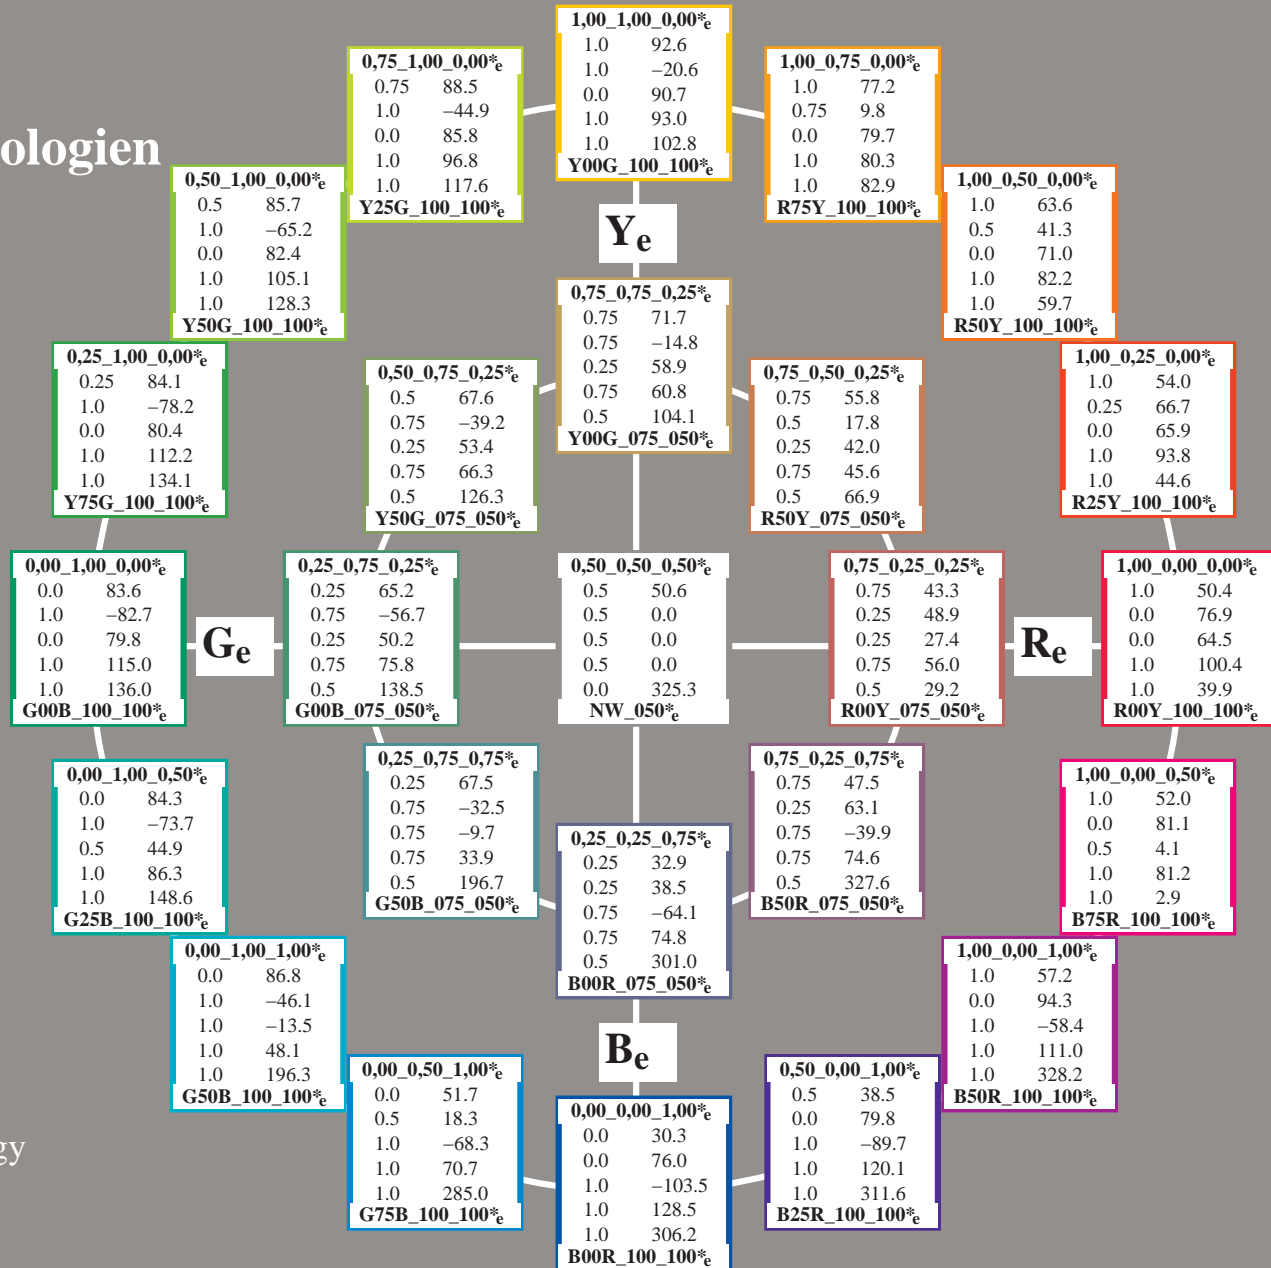 1,00_1,00_0,00*e
1.0 92.6
1.0 −20.6
0.0 90.7
1.0 93.0
1.0 102.8
Y00G_100_100*e
0,75_1,00_0,00*e
0.75 88.5
1.0 −44.9
0.0 85.8
1.0 96.8
1.0 117.6
Y25G_100_100*e
1,00_0,75_0,00*e
1.0 77.2
0.75 9.8
0.0 79.7
1.0 80.3
1.0 82.9
R75Y_100_100*e
ologien
0,50_1,00_0,00*e
0.5 85.7
1.0 −65.2
0.0 82.4
1.0 105.1
1.0 128.3
Y50G_100_100*e
1,00_0,50_0,00*e
1.0 63.6
0.5 41.3
0.0 71.0
1.0 82.2
1.0 59.7
R50Y_100_100*e
Ye
0,75_0,75_0,25*e
0.75 71.7
0.75 −14.8
0.25 58.9
0.75 60.8
0.5 104.1
Y00G_075_050*e
0,25_1,00_0,00*e
0.25 84.1
1.0 −78.2
0.0 80.4
1.0 112.2
1.0 134.1
Y75G_100_100*e
0,50_0,75_0,25*e
0.5 67.6
0.75 −39.2
0.25 53.4
0.75 66.3
0.5 126.3
Y50G_075_050*e
0,75_0,50_0,25*e
0.75 55.8
0.5 17.8
0.25 42.0
0.75 45.6
0.5 66.9
R50Y_075_050*e
1,00_0,25_0,00*e
1.0 54.0
0.25 66.7
0.0 65.9
1.0 93.8
1.0 44.6
R25Y_100_100*e
0,00_1,00_0,00*e
0.0 83.6
1.0 −82.7
0.0 79.8
1.0 115.0
1.0 136.0
G00B_100_100*e
Ge
0,25_0,75_0,25*e
0.25 65.2
0.75 −56.7
0.25 50.2
0.75 75.8
0.5 138.5
G00B_075_050*e
0,50_0,50_0,50*e
0.5 50.6
0.5 0.0
0.5 0.0
0.5 0.0
0.0 325.3
NW_050*e
0,75_0,25_0,25*e
0.75 43.3
0.25 48.9
0.25 27.4
0.75 56.0
0.5 29.2
R00Y_075_050*e
Re
1,00_0,00_0,00*e
1.0 50.4
0.0 76.9
0.0 64.5
1.0 100.4
1.0 39.9
R00Y_100_100*e
0,00_1,00_0,50*e
0.0 84.3
1.0 −73.7
0.5 44.9
1.0 86.3
1.0 148.6
G25B_100_100*e
0,25_0,75_0,75*e
0.25 67.5
0.75 −32.5
0.75 −9.7
0.75 33.9
0.5 196.7
G50B_075_050*e
0,25_0,25_0,75*e
0.25 32.9
0.25 38.5
0.75 −64.1
0.75 74.8
0.5 301.0
B00R_075_050*e
0,75_0,25_0,75*e
0.75 47.5
0.25 63.1
0.75 −39.9
0.75 74.6
0.5 327.6
B50R_075_050*e
1,00_0,00_0,50*e
1.0 52.0
0.0 81.1
0.5 4.1
1.0 81.2
1.0 2.9
B75R_100_100*e
0,00_1,00_1,00*e
0.0 86.8
1.0 −46.1
1.0 −13.5
1.0 48.1
1.0 196.3
G50B_100_100*e
Be
1,00_0,00_1,00*e
1.0 57.2
0.0 94.3
1.0 −58.4
1.0 111.0
1.0 328.2
B50R_100_100*e
gy
0,00_0,50_1,00*e
0.0 51.7
0.5 18.3
1.0 −68.3
1.0 70.7
1.0 285.0
G75B_100_100*e
0,00_0,00_1,00*e
0.0 30.3
0.0 76.0
1.0 −103.5
1.0 128.5
1.0 306.2
B00R_100_100*e
0,50_0,00_1,00*e
0.5 38.5
0.0 79.8
1.0 −89.7
1.0 120.1
1.0 311.6
B25R_100_100*e